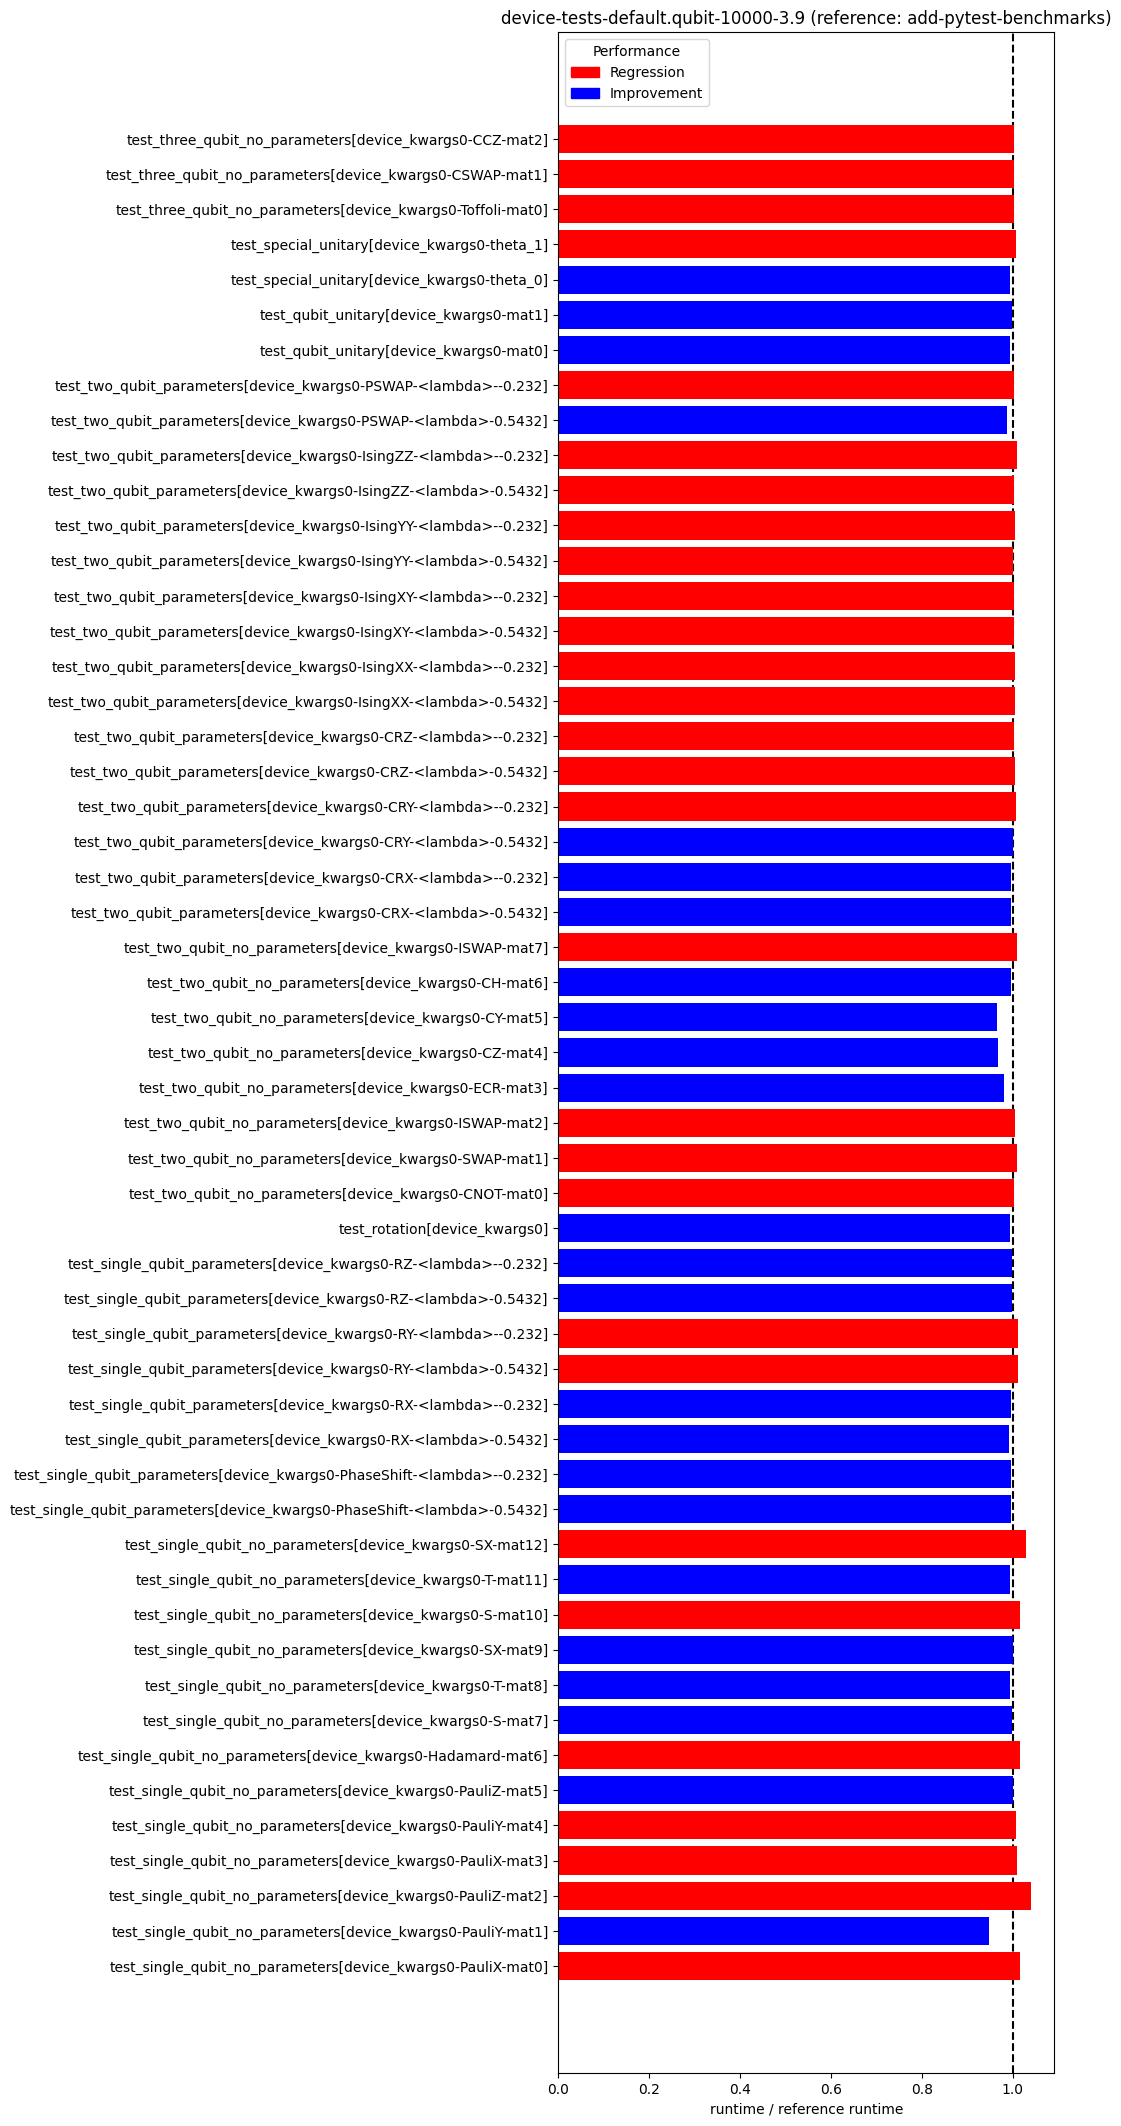 device-tests-default.qubit-10000-3.9 (reference: add-pytest-benchmarks)
Performance
Regression
Improvement
test_three_qubit_no_parameters[device_kwargs0-CCZ-mat2]
test_three_qubit_no_parameters[device_kwargs0-CSWAP-mat1]
test_three_qubit_no_parameters[device_kwargs0-Toffoli-mat0]
test_special_unitary[device_kwargs0-theta_1]
test_special_unitary[device_kwargs0-theta_0]
test_qubit_unitary[device_kwargs0-mat1]
test_qubit_unitary[device_kwargs0-mat0]
test_two_qubit_parameters[device_kwargs0-PSWAP-<lambda>--0.232]
test_two_qubit_parameters[device_kwargs0-PSWAP-<lambda>-0.5432]
test_two_qubit_parameters[device_kwargs0-IsingZZ-<lambda>--0.232]
test_two_qubit_parameters[device_kwargs0-IsingZZ-<lambda>-0.5432]
test_two_qubit_parameters[device_kwargs0-IsingYY-<lambda>--0.232]
test_two_qubit_parameters[device_kwargs0-IsingYY-<lambda>-0.5432]
test_two_qubit_parameters[device_kwargs0-IsingXY-<lambda>--0.232]
test_two_qubit_parameters[device_kwargs0-IsingXY-<lambda>-0.5432]
test_two_qubit_parameters[device_kwargs0-IsingXX-<lambda>--0.232]
test_two_qubit_parameters[device_kwargs0-IsingXX-<lambda>-0.5432]
test_two_qubit_parameters[device_kwargs0-CRZ-<lambda>--0.232]
test_two_qubit_parameters[device_kwargs0-CRZ-<lambda>-0.5432]
test_two_qubit_parameters[device_kwargs0-CRY-<lambda>--0.232]
test_two_qubit_parameters[device_kwargs0-CRY-<lambda>-0.5432]
test_two_qubit_parameters[device_kwargs0-CRX-<lambda>--0.232]
test_two_qubit_parameters[device_kwargs0-CRX-<lambda>-0.5432]
test_two_qubit_no_parameters[device_kwargs0-ISWAP-mat7]
test_two_qubit_no_parameters[device_kwargs0-CH-mat6]
test_two_qubit_no_parameters[device_kwargs0-CY-mat5]
test_two_qubit_no_parameters[device_kwargs0-CZ-mat4]
test_two_qubit_no_parameters[device_kwargs0-ECR-mat3]
test_two_qubit_no_parameters[device_kwargs0-ISWAP-mat2]
test_two_qubit_no_parameters[device_kwargs0-SWAP-mat1]
test_two_qubit_no_parameters[device_kwargs0-CNOT-mat0]
test_rotation[device_kwargs0]
test_single_qubit_parameters[device_kwargs0-RZ-<lambda>--0.232]
test_single_qubit_parameters[device_kwargs0-RZ-<lambda>-0.5432]
test_single_qubit_parameters[device_kwargs0-RY-<lambda>--0.232]
test_single_qubit_parameters[device_kwargs0-RY-<lambda>-0.5432]
test_single_qubit_parameters[device_kwargs0-RX-<lambda>--0.232]
test_single_qubit_parameters[device_kwargs0-RX-<lambda>-0.5432]
test_single_qubit_parameters[device_kwargs0-PhaseShift-<lambda>--0.232]
test_single_qubit_parameters[device_kwargs0-PhaseShift-<lambda>-0.5432]
test_single_qubit_no_parameters[device_kwargs0-SX-mat12]
test_single_qubit_no_parameters[device_kwargs0-T-mat11]
test_single_qubit_no_parameters[device_kwargs0-S-mat10]
test_single_qubit_no_parameters[device_kwargs0-SX-mat9]
test_single_qubit_no_parameters[device_kwargs0-T-mat8]
test_single_qubit_no_parameters[device_kwargs0-S-mat7]
test_single_qubit_no_parameters[device_kwargs0-Hadamard-mat6]
test_single_qubit_no_parameters[device_kwargs0-PauliZ-mat5]
test_single_qubit_no_parameters[device_kwargs0-PauliY-mat4]
test_single_qubit_no_parameters[device_kwargs0-PauliX-mat3]
test_single_qubit_no_parameters[device_kwargs0-PauliZ-mat2]
test_single_qubit_no_parameters[device_kwargs0-PauliY-mat1]
test_single_qubit_no_parameters[device_kwargs0-PauliX-mat0]
0.0 0.2 0.4 0.6 0.8 1.0
runtime / reference runtime